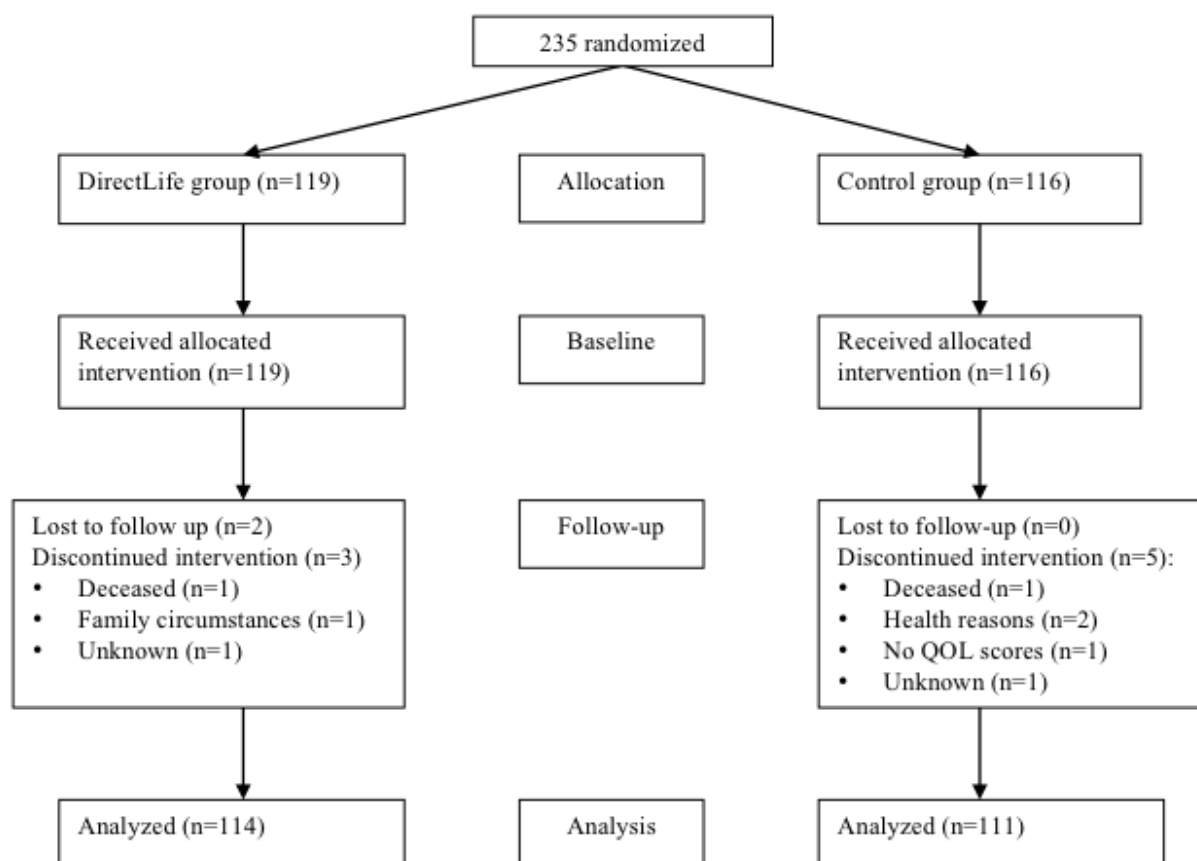 235 randomized
DirectLife group (n=119)
Allocation
Control group (n=116)
Received allocated
intervention (n=119)
Baseline
Received allocated
intervention (n=116)
Lost to follow up (n=2)
Discontinued intervention (n=3)
• Deceased (n=1)
• Family circumstances (n=1)
• Unknown (n=1)
Follow-up
Lost to follow-up (n=0)
Discontinued intervention (n=5):
• Deceased (n=1)
• Health reasons (n=2)
• No QOL scores (n=1)
• Unknown (n=1)
Analyzed (n=114)
Analysis
Analyzed (n=111)